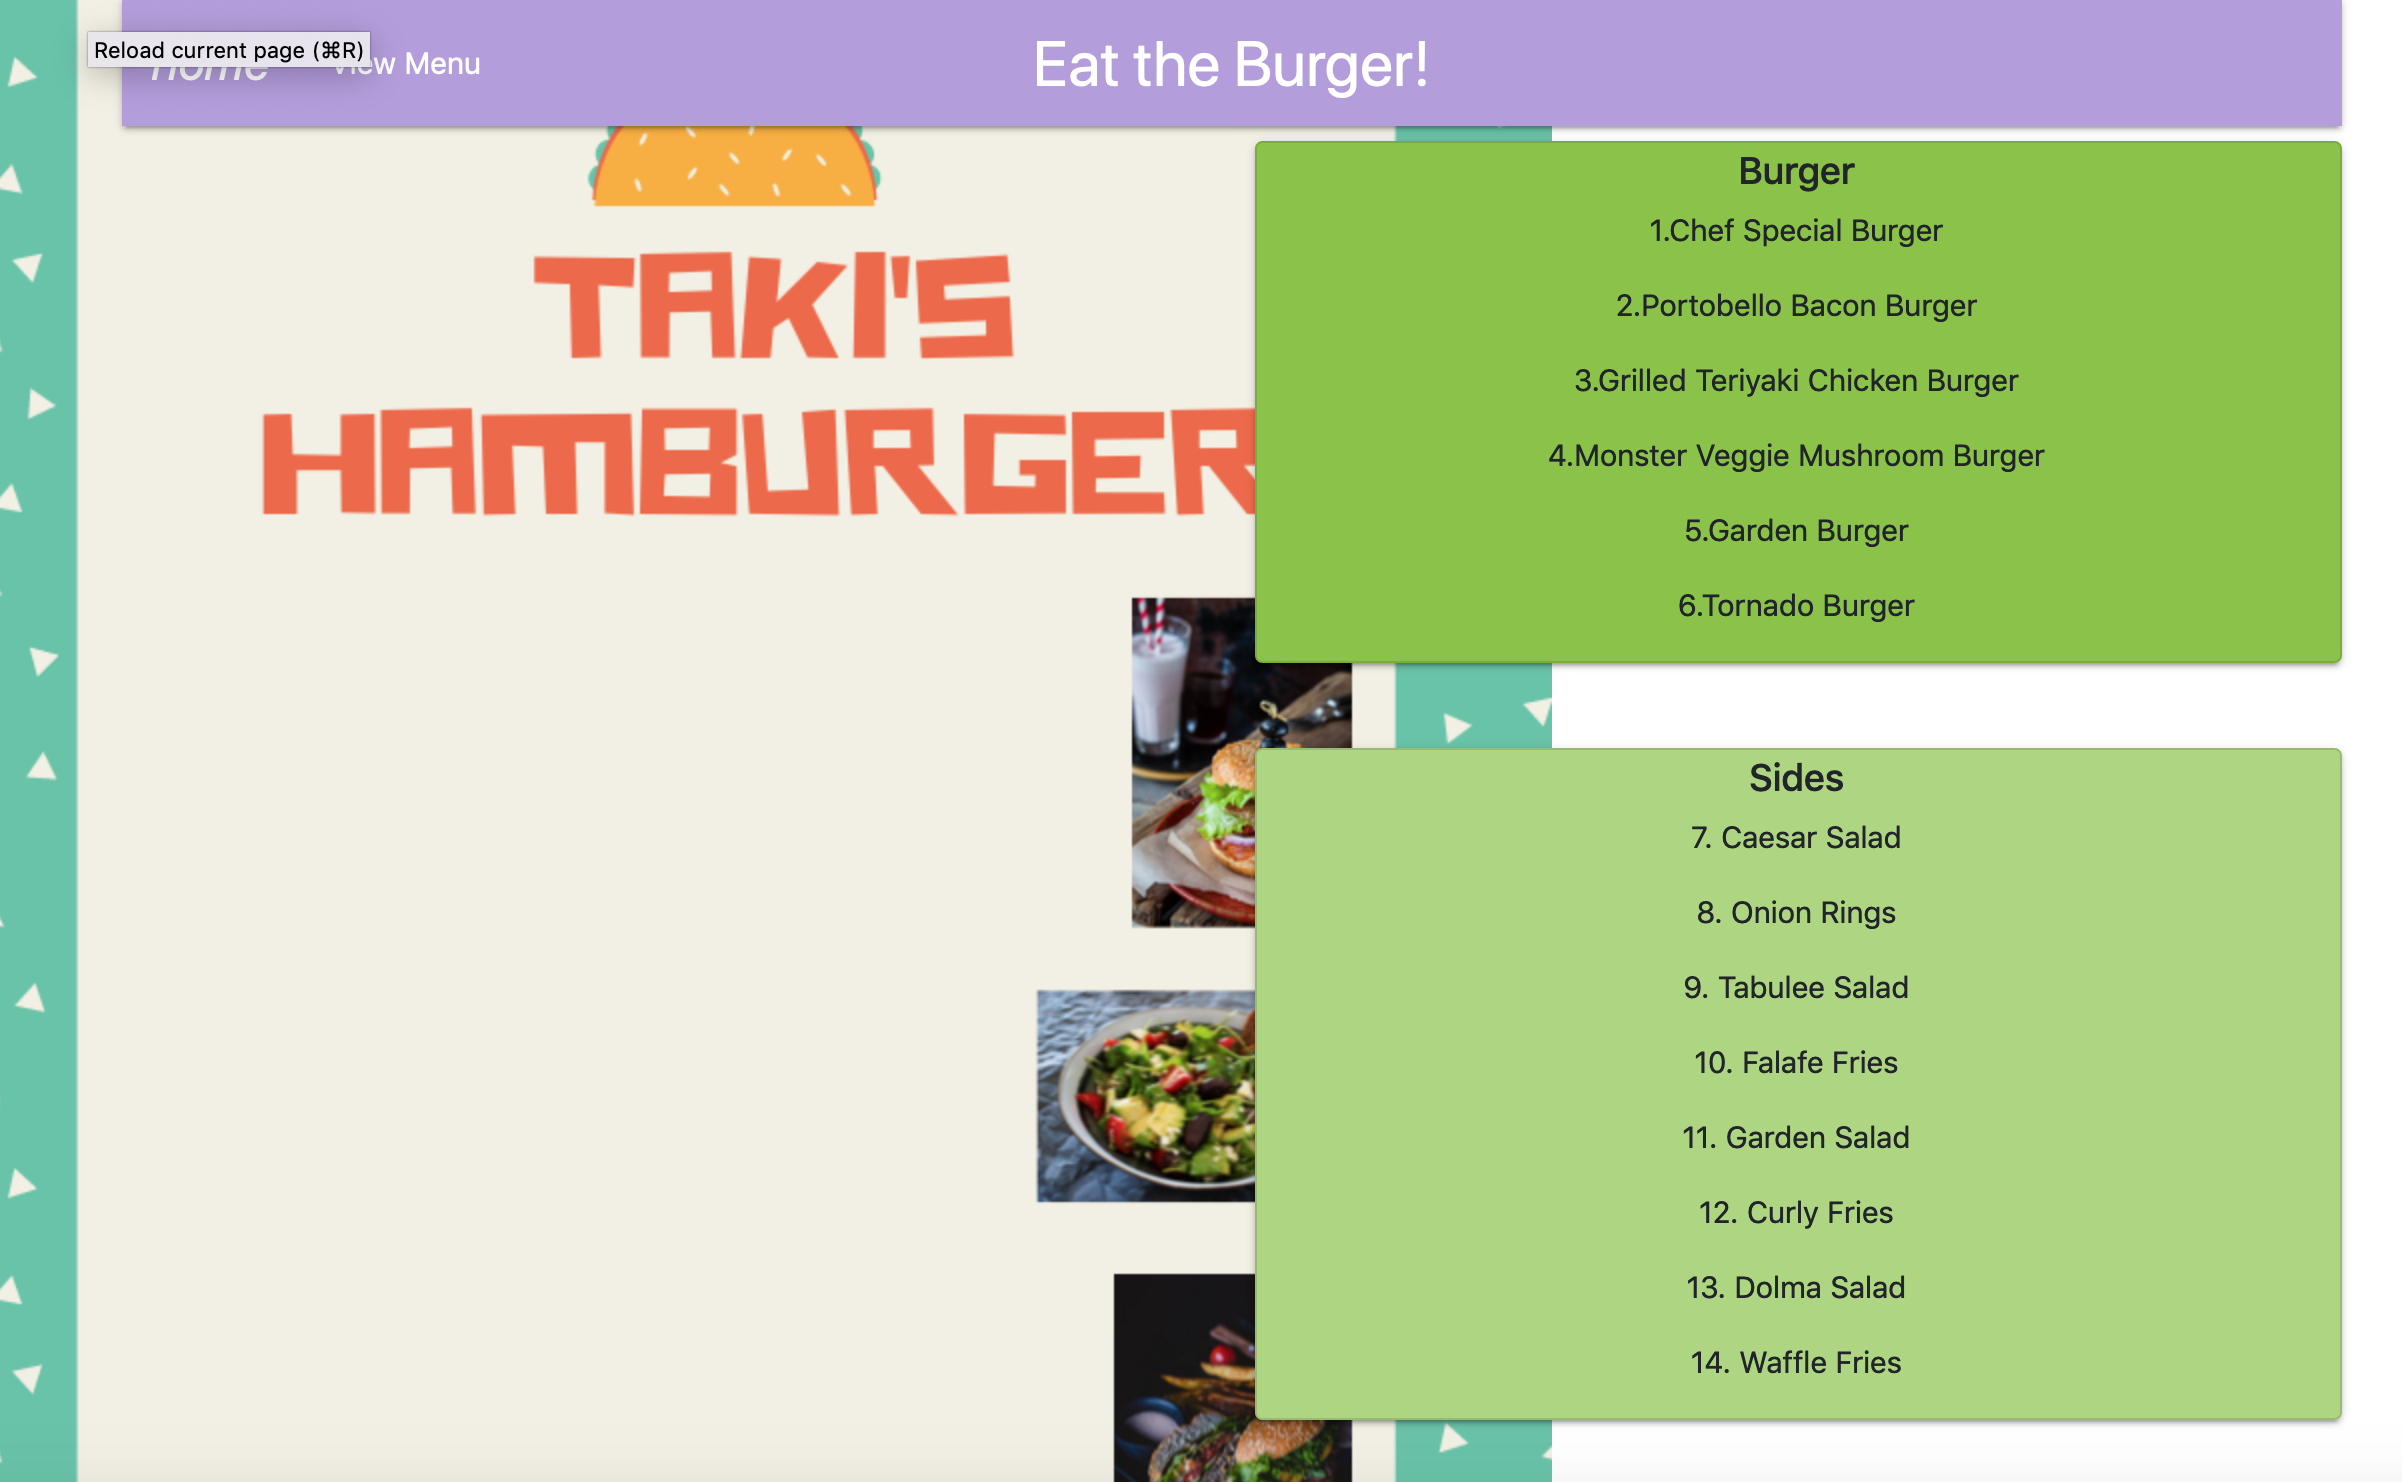 Reload current page (⌘R)
home
View Menu
Eat the Burger!
TAKI'S
HAMBURGER
Burger
1.Chef Special Burger
2.Portobello Bacon Burger
3.Grilled Teriyaki Chicken Burger
4.Monster Veggie Mushroom Burger
5.Garden Burger
6.Tornado Burger
Sides
7. Caesar Salad
8. Onion Rings
9. Tabulee Salad
10. Falafe Fries
11. Garden Salad
12. Curly Fries
13. Dolma Salad
14. Waffle Fries